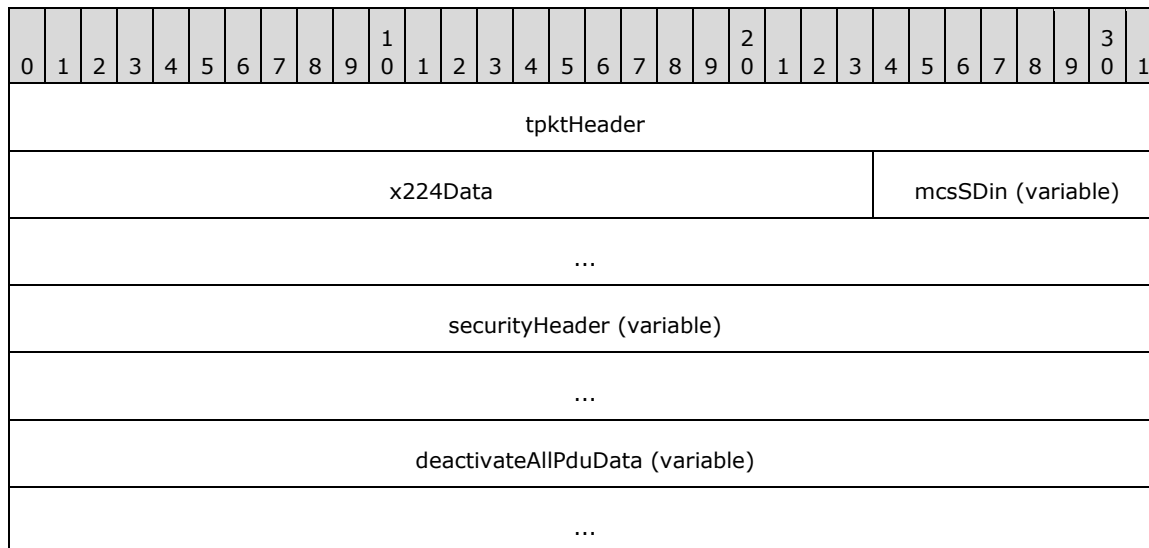 1 2 3
0 1 2 3 4 5 6 7 8 9 0 1 2 3 4 5 6 7 8 9 0 1 2 3 4 5 6 7 8 9 0 1
tpktHeader
x224Data mcsSDin (variable)
...
securityHeader (variable)
...
deactivateAllPduData (variable)
...